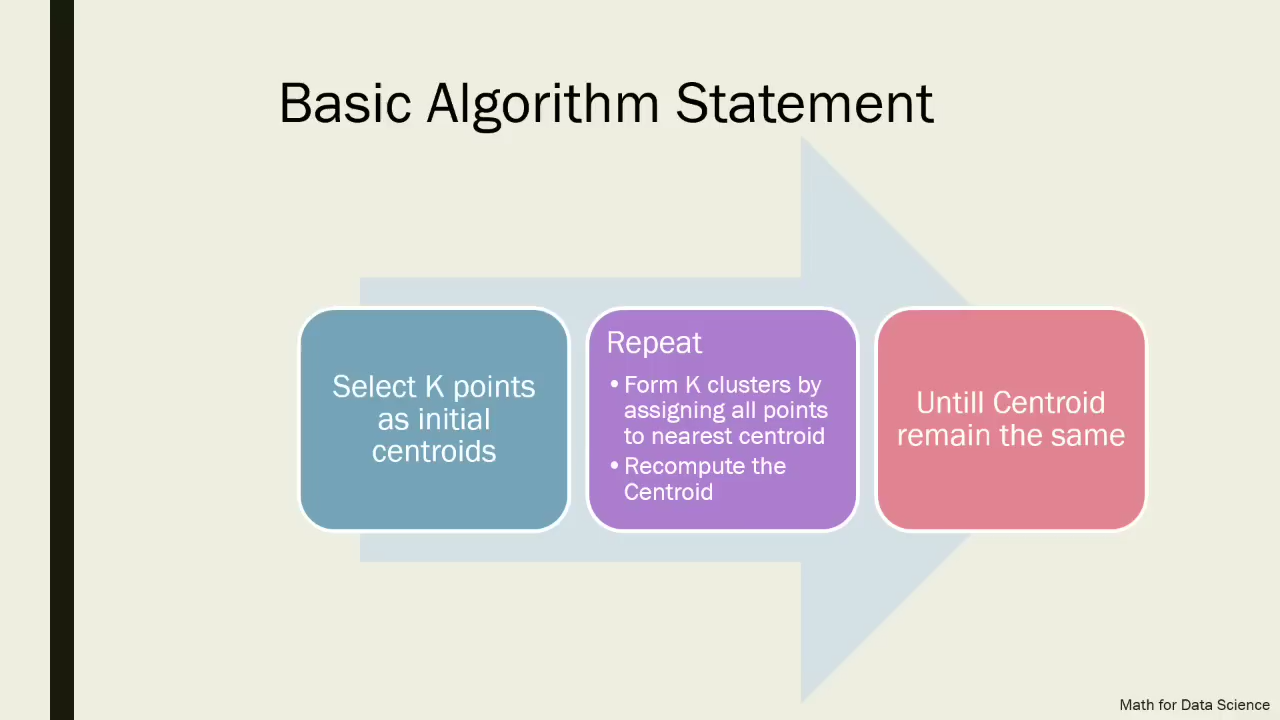 Basic Algorithm Statement
Select K points
as initial
centroids
Repeat
• Form K clusters by
assigning all points
to nearest centroid
• Recompute the
Centroid
Untill Centroid
remain the same
Math for Data Science